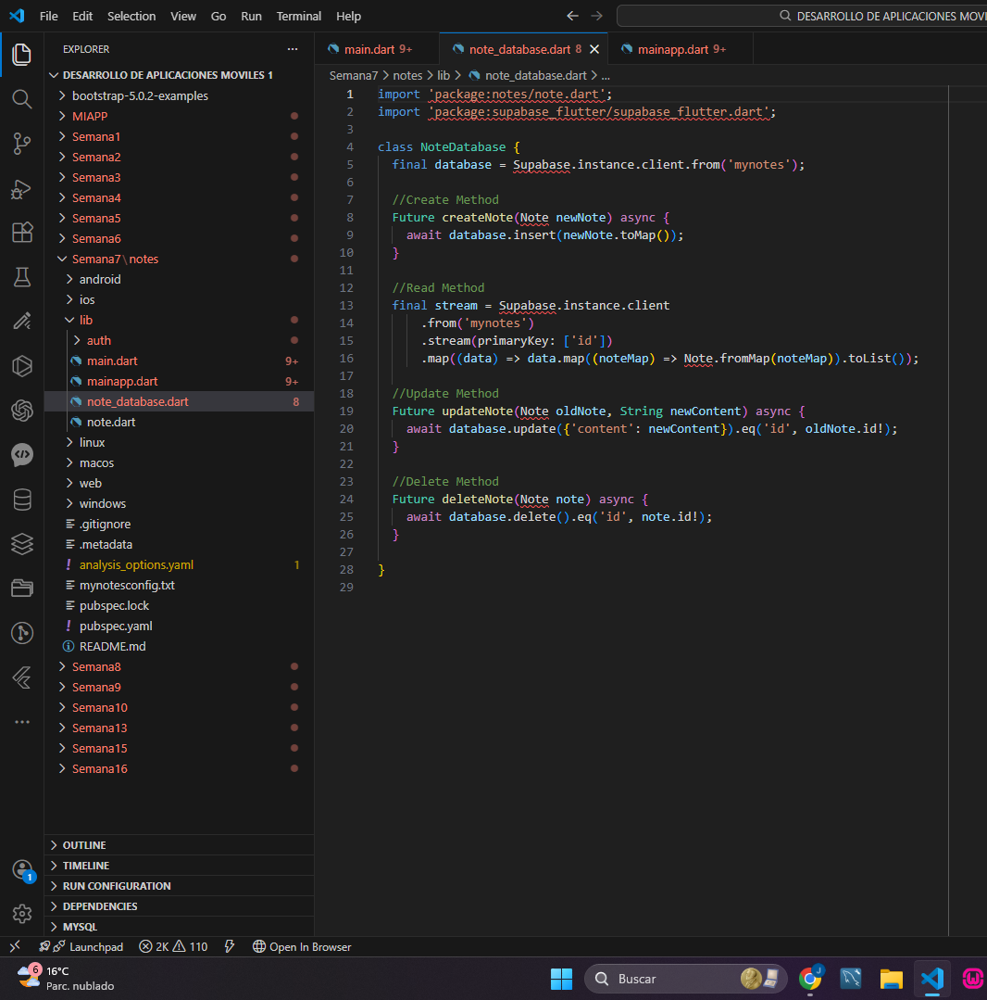 File Edit Selection View Go Run Terminal Help
DESARROLLO DE APLICACIONES MOVI
EXPLORER
DESARROLLO DE APLICACIONES MOVILES 1
bootstrap-5.0.2-examples
MIAPP
Semana1
Semana2
Semana3
Semana4
Semana5
Semana6
Semana7\notes
android
ios
lib
auth
main.dart 9+
mainapp.dart 9+
note_database.dart 8
note.dart
linux
macos
web
windows
.gitignore
.metadata
analysis_options.yaml 1
mynotesconfig.txt
pubspec.lock
pubspec.yaml
README.md
Semana8
Semana9
Semana10
Semana13
Semana15
Semana16
OUTLINE
TIMELINE
RUN CONFIGURATION
DEPENDENCIES
MYSQL
1
main.dart 9+ note_database.dart 8 mainapp.dart 9+
Semana7 > notes > lib > note_database.dart > ...
1 import 'package:notes/note.dart';
2 import 'package:supabase_flutter/supabase_flutter.dart';
3
4 class NoteDatabase {
5 final database = Supabase.instance.client.from('mynotes');
6
7 //Create Method
8 Future createNote(Note newNote) async {
9 await database.insert(newNote.toMap());
10 }
11
12 //Read Method
13 final stream = Supabase.instance.client
14 .from('mynotes')
15 .stream(primaryKey: ['id'])
16 .map((data) => data.map((noteMap) => Note.fromMap(noteMap)).toList());
17
18 //Update Method
19 Future updateNote(Note oldNote, String newContent) async {
20 await database.update({'content': newContent}).eq('id', oldNote.id!);
21 }
22
23 //Delete Method
24 Future deleteNote(Note note) async {
25 await database.delete().eq('id', note.id!);
26 }
27
28 }
29
Launchpad 2K 110 Open In Browser
6 16°C
Parc. nublado
Buscar
J